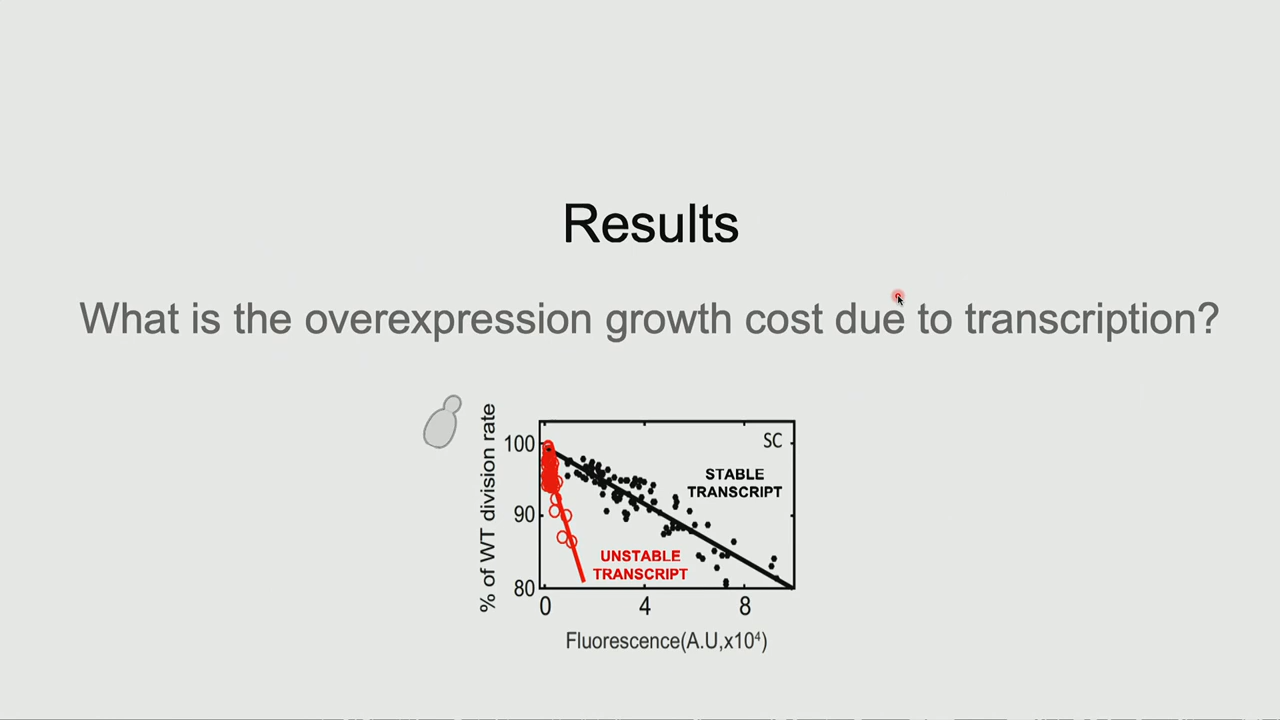 Results
What is the overexpression growth cost due to transcription?
% of WT division rate
100
90
80
SC
STABLE
TRANSCRIPT
UNSTABLE
TRANSCRIPT
0 4 8
Fluorescence(A.U,x10⁴)